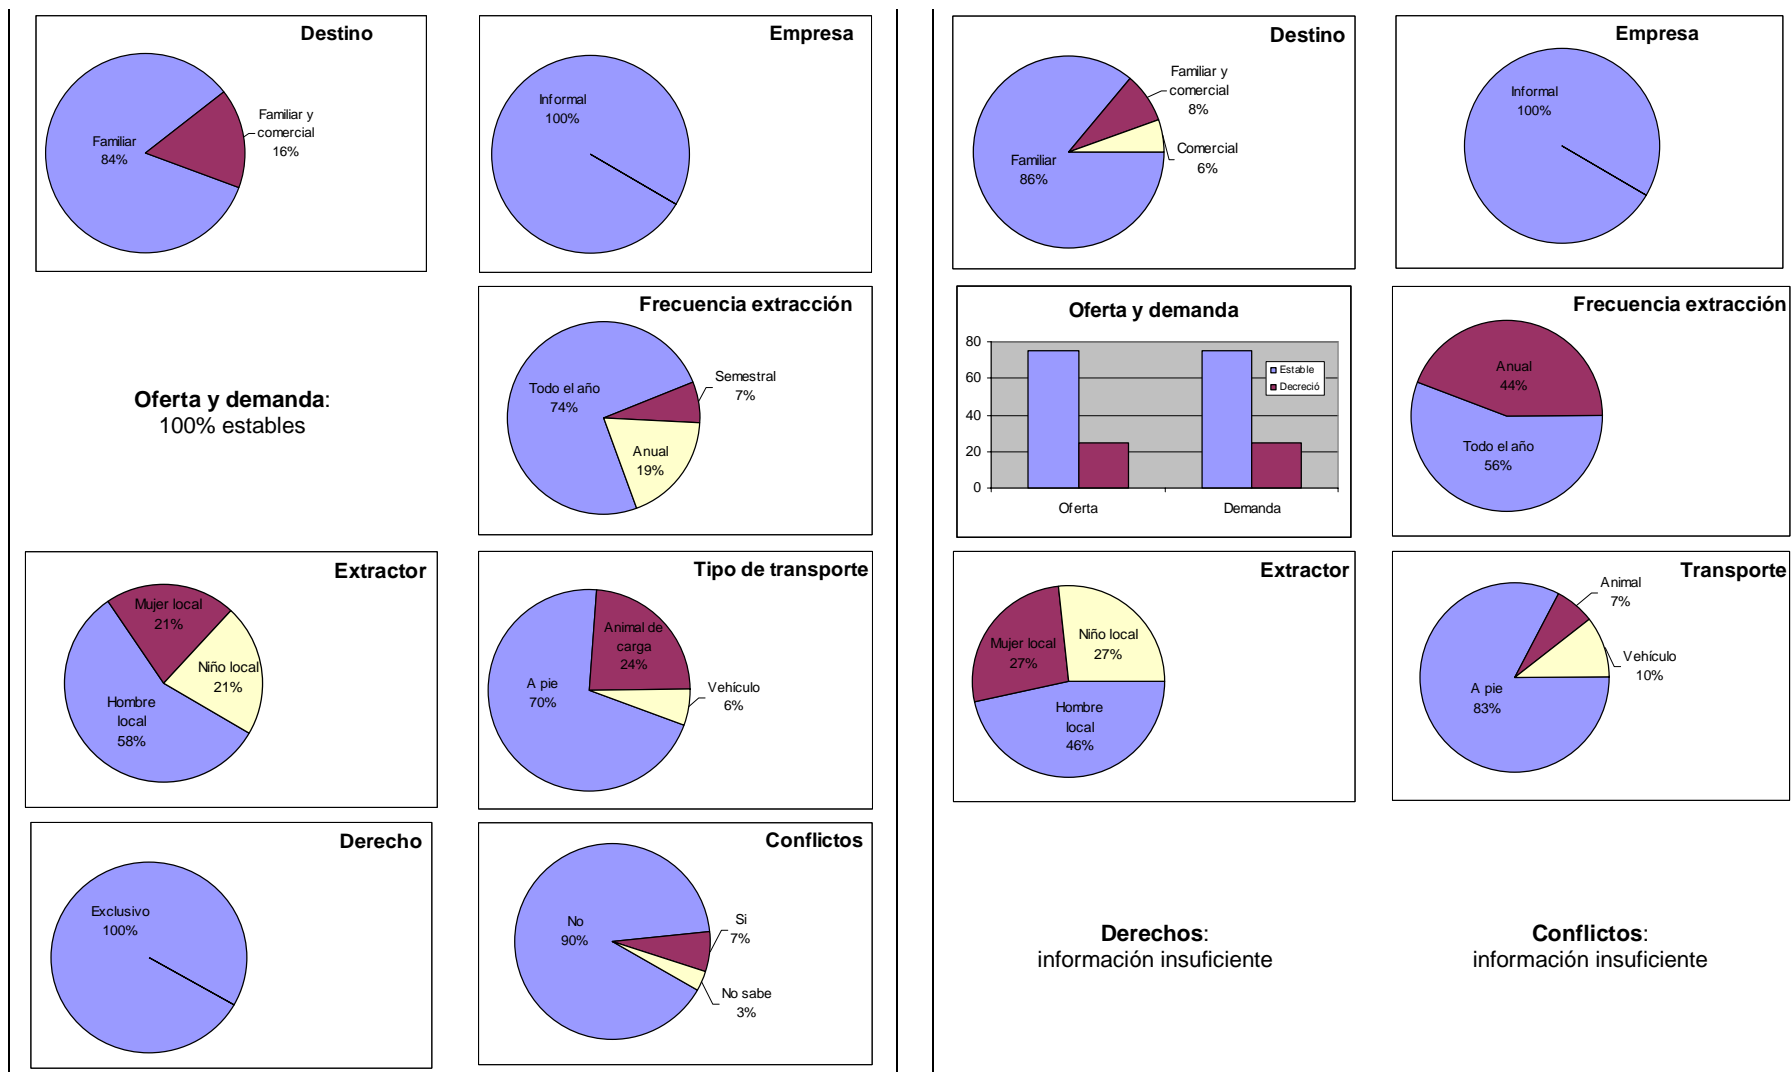 Destino
Familiar
84%
Familiar y
comercial
16%
Empresa
Informal
100%
Oferta y demanda:
100% estables
Frecuencia extracción
Todo el año
74%
Semestral
7%
Anual
19%
Extractor
Mujer local
21%
Niño local
21%
Hombre
local
58%
Tipo de transporte
Animal de
carga
24%
A pie
70%
Vehículo
6%
Derecho
Exclusivo
100%
Conflictos
No
90%
Si
7%
No sabe
3%
Destino
Familiar y
comercial
8%
Comercial
6%
Familiar
86%
Empresa
Informal
100%
Oferta y demanda
80
60
40
20
0
Estable
Decreció
Oferta
Demanda
Frecuencia extracción
Anual
44%
Todo el año
56%
Extractor
Mujer local
27%
Niño local
27%
Hombre
local
46%
Transporte
Animal
7%
Vehículo
10%
A pie
83%
Derechos:
información insuficiente
Conflictos:
información insuficiente